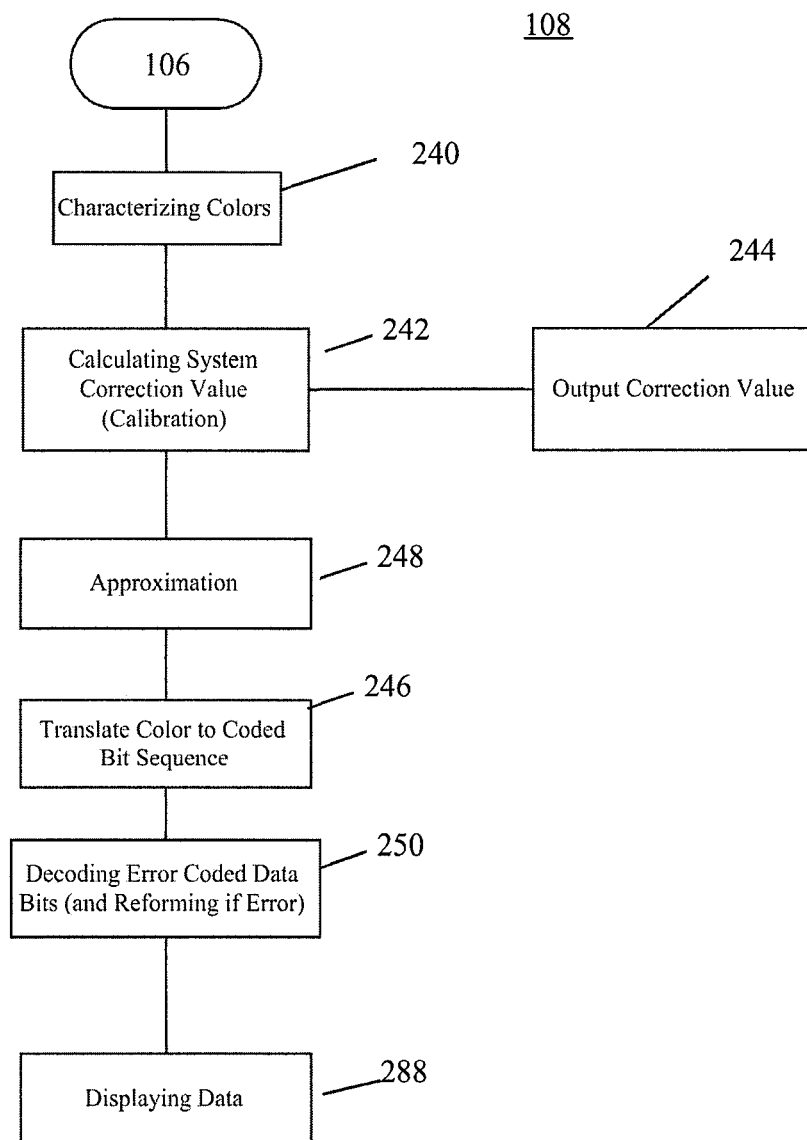 108
106
240
Characterizing Colors
244
242
Calculating System
Correction Value
(Calibration)
Output Correction Value
248
Approximation
246
Translate Color to Coded
Bit Sequence
250
Decoding Error Coded Data
Bits (and Reforming if Error)
288
Displaying Data